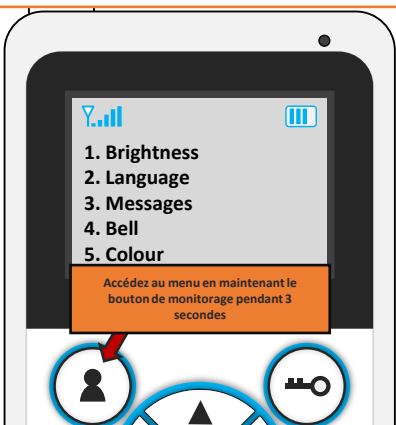 1. Brightness
2. Language
3. Messages
4. Bell
5. Colour
Accédez au menu en maintenant le
bouton de monitorage pendant 3
secondes